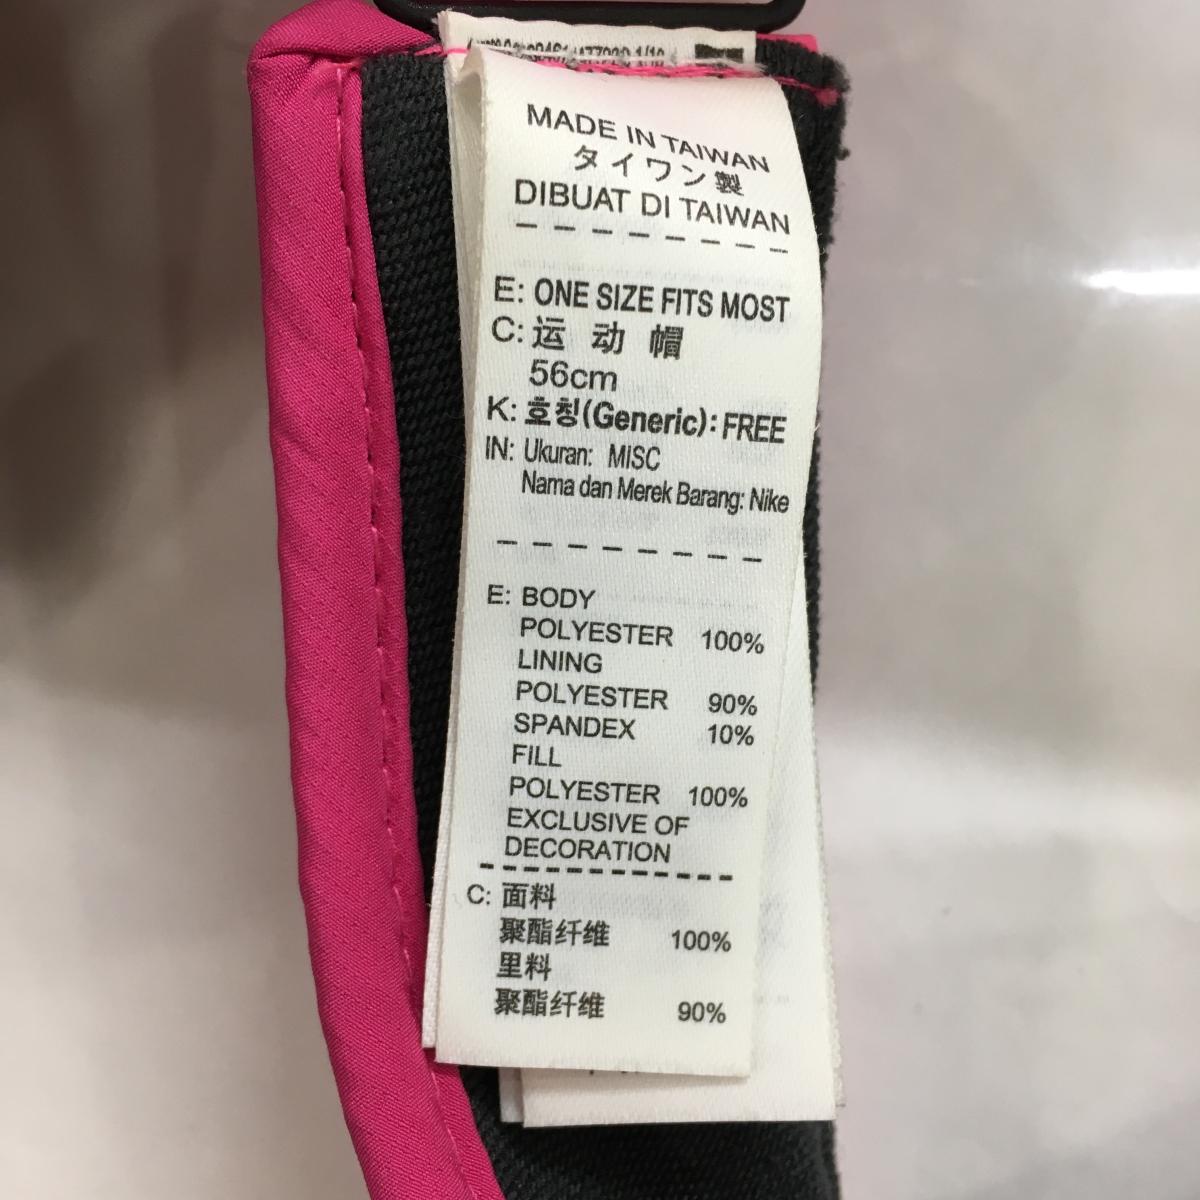 MADE IN TAIWAN
タイワン製
DIBUAT DI TAIWAN
E: ONE SIZE FITS MOST
C: 运 动 帽
56cm
K: 호칭(Generic): FREE
IN: Ukuran: MISC
Nama dan Merek Barang: Nike
E: BODY
POLYESTER 100%
LINING
POLYESTER 90%
SPANDEX 10%
FILL
POLYESTER 100%
EXCLUSIVE OF
DECORATION
C: 面料
聚酯纤维 100%
里料
聚酯纤维 90%